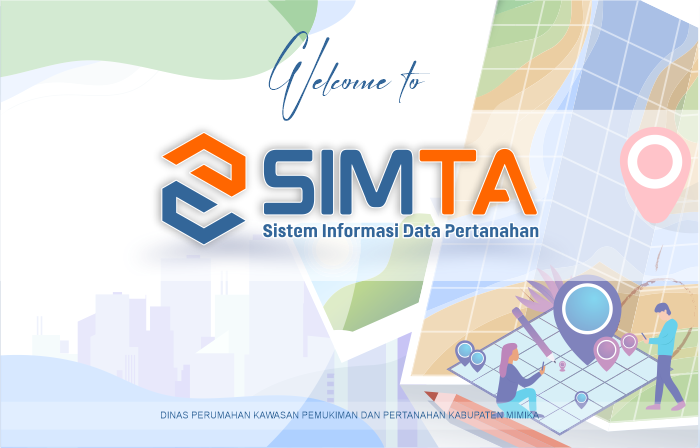 Welcome to
SIMTA
Sistem Informasi Data Pertanahan
DINAS PERUMAHAN KAWASAN PEMUKIMAN DAN PERTANAHAN KABUPATEN MIMIKA